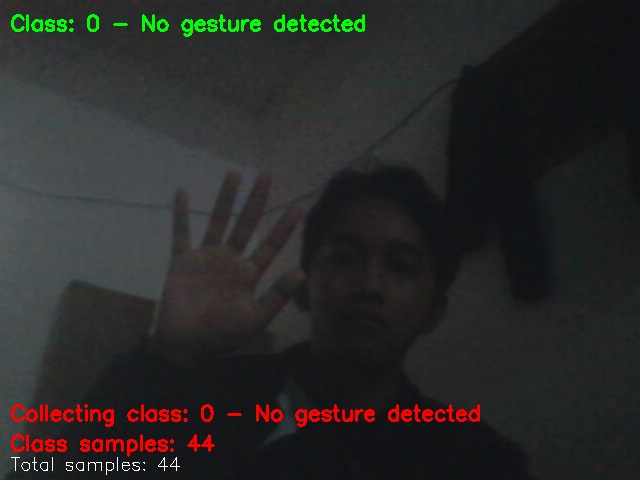 Class: 0 - No gesture detected
Collecting class: 0 - No gesture detected
Class samples: 44
Total samples: 44